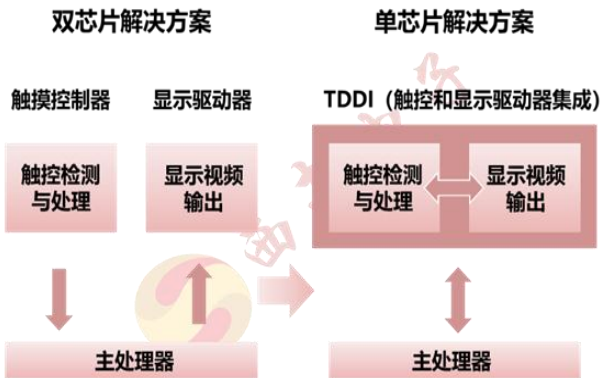 双芯片解决方案
单芯片解决方案
触摸控制器
显示驱动器
TDDI（触控和显示驱动器集成）
触控检测
与处理
显示视频
输出
触控检测
与处理
显示视频
输出
主处理器
主处理器